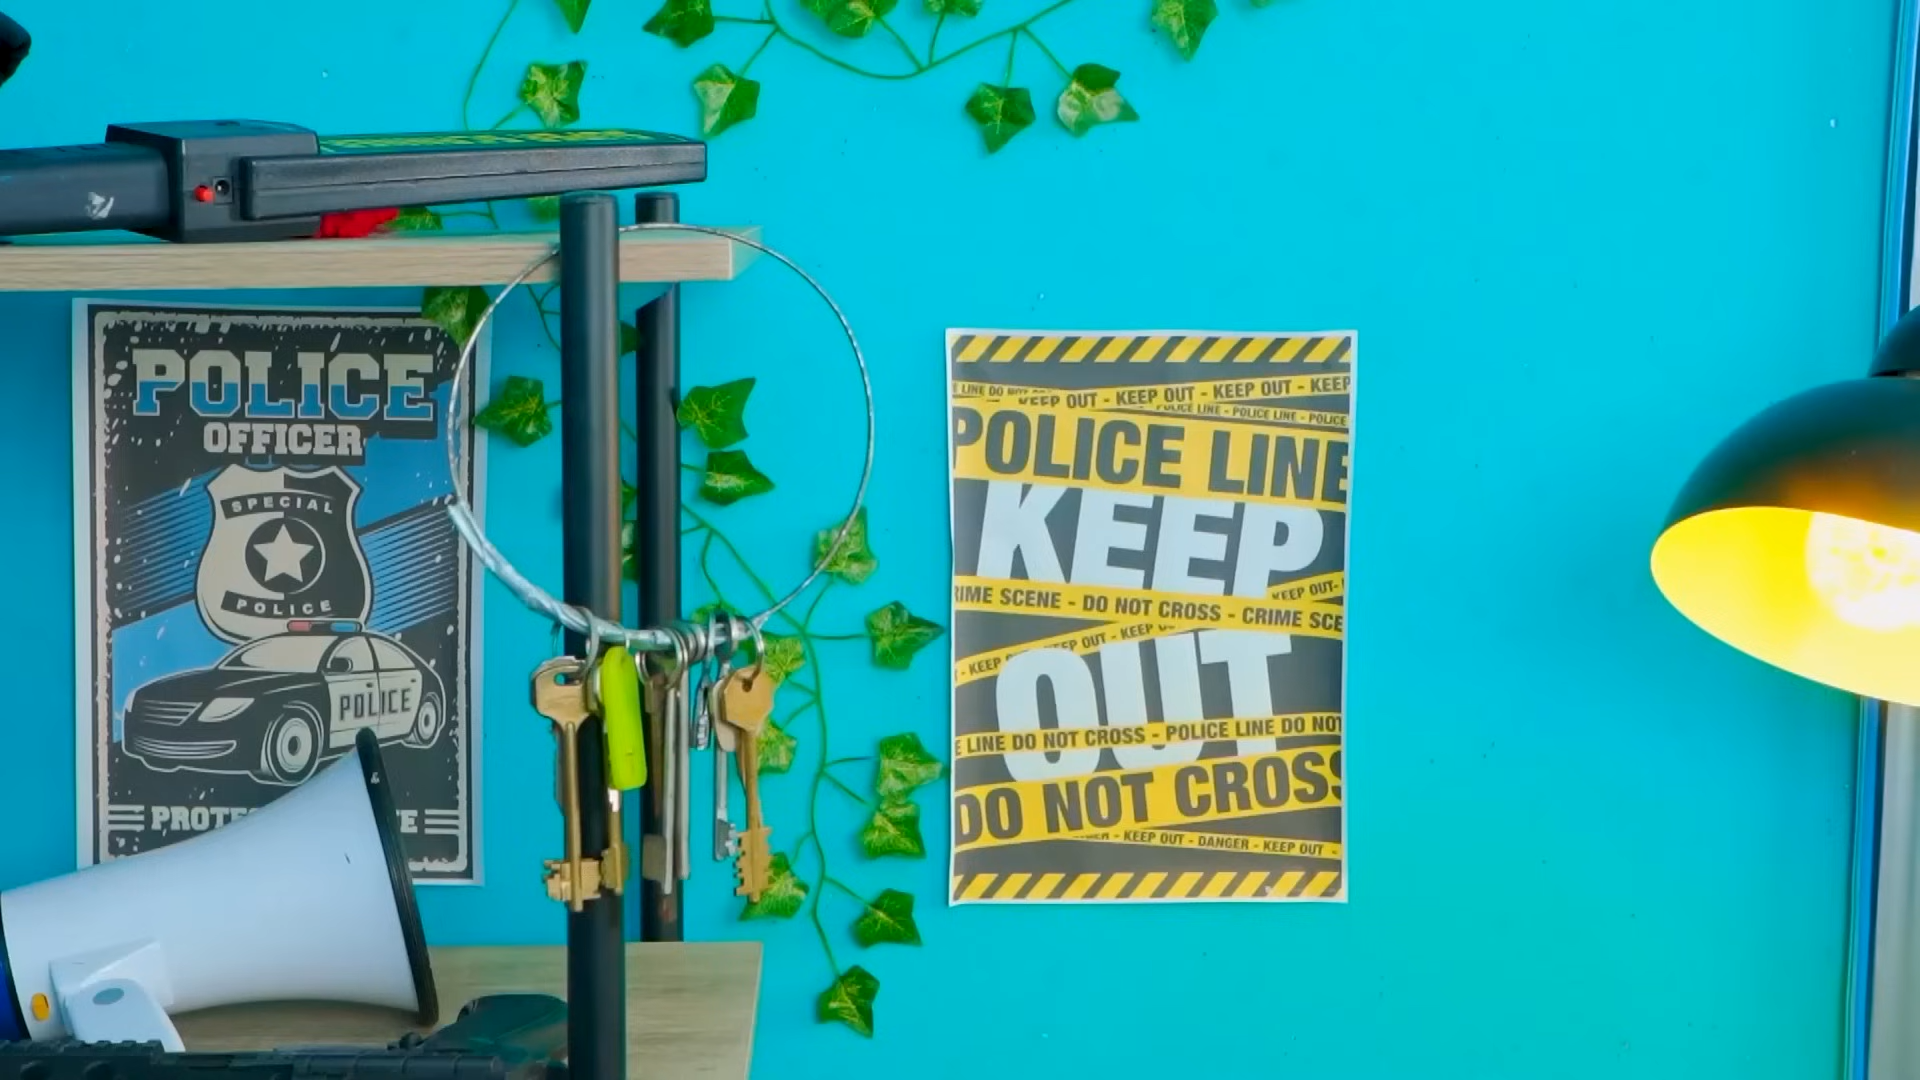 POLICE
OFFICER
SPECIAL
POLICE
POLICE
KEEP OUT - KEEP OUT - KEEP
POLICE LINE - POLICE LINE - POLICE
POLICE LINE
KEEP
KEEP OUT-
CRIME SCENE - DO NOT CROSS - CRIME SCE
- KEEP OUT - KEEP
OUT
E LINE DO NOT CROSS - POLICE LINE DO NOT
DO NOT CROSS
- KEEP OUT - DANGER - KEEP OUT -